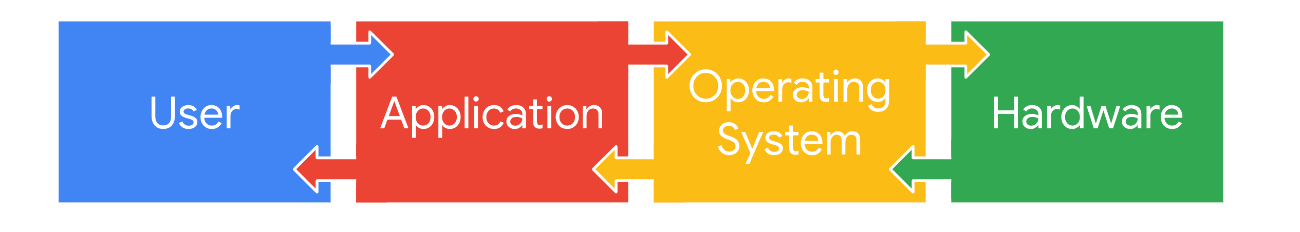 User
Application
Operating
System
Hardware